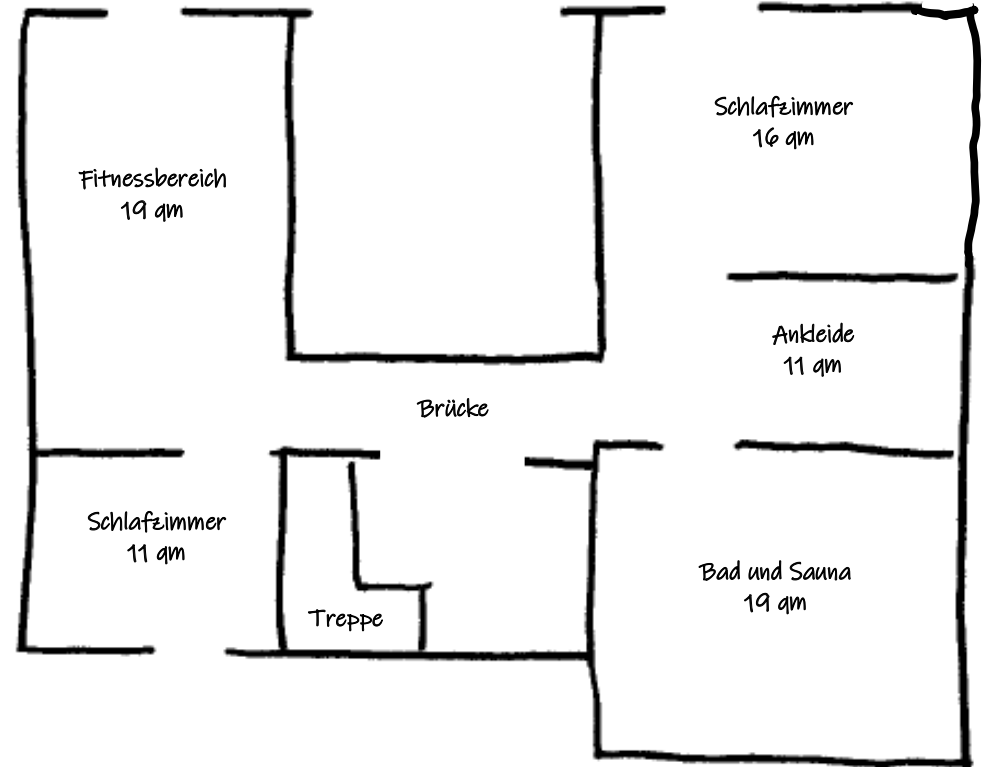 Schlafzimmer
16 qm
Fitnessbereich
19 qm
Ankleide
11 qm
Brücke
Schlafzimmer
11 qm
Bad und Sauna
19 qm
Treppe